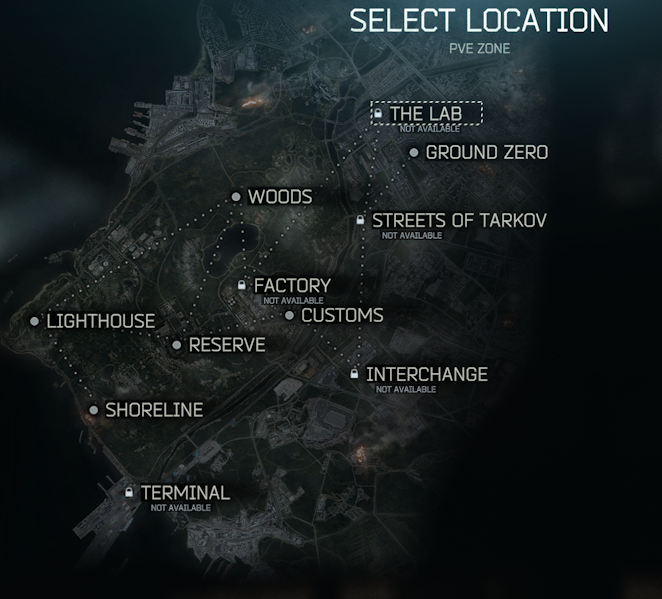 SELECT LOCATION
PVE ZONE
THE LAB
NOT AVAILABLE
GROUND ZERO
WOODS
STREETS OF TARKOV
NOT AVAILABLE
FACTORY
NOT AVAILABLE
CUSTOMS
LIGHTHOUSE
RESERVE
INTERCHANGE
NOT AVAILABLE
SHORELINE
TERMINAL
NOT AVAILABLE